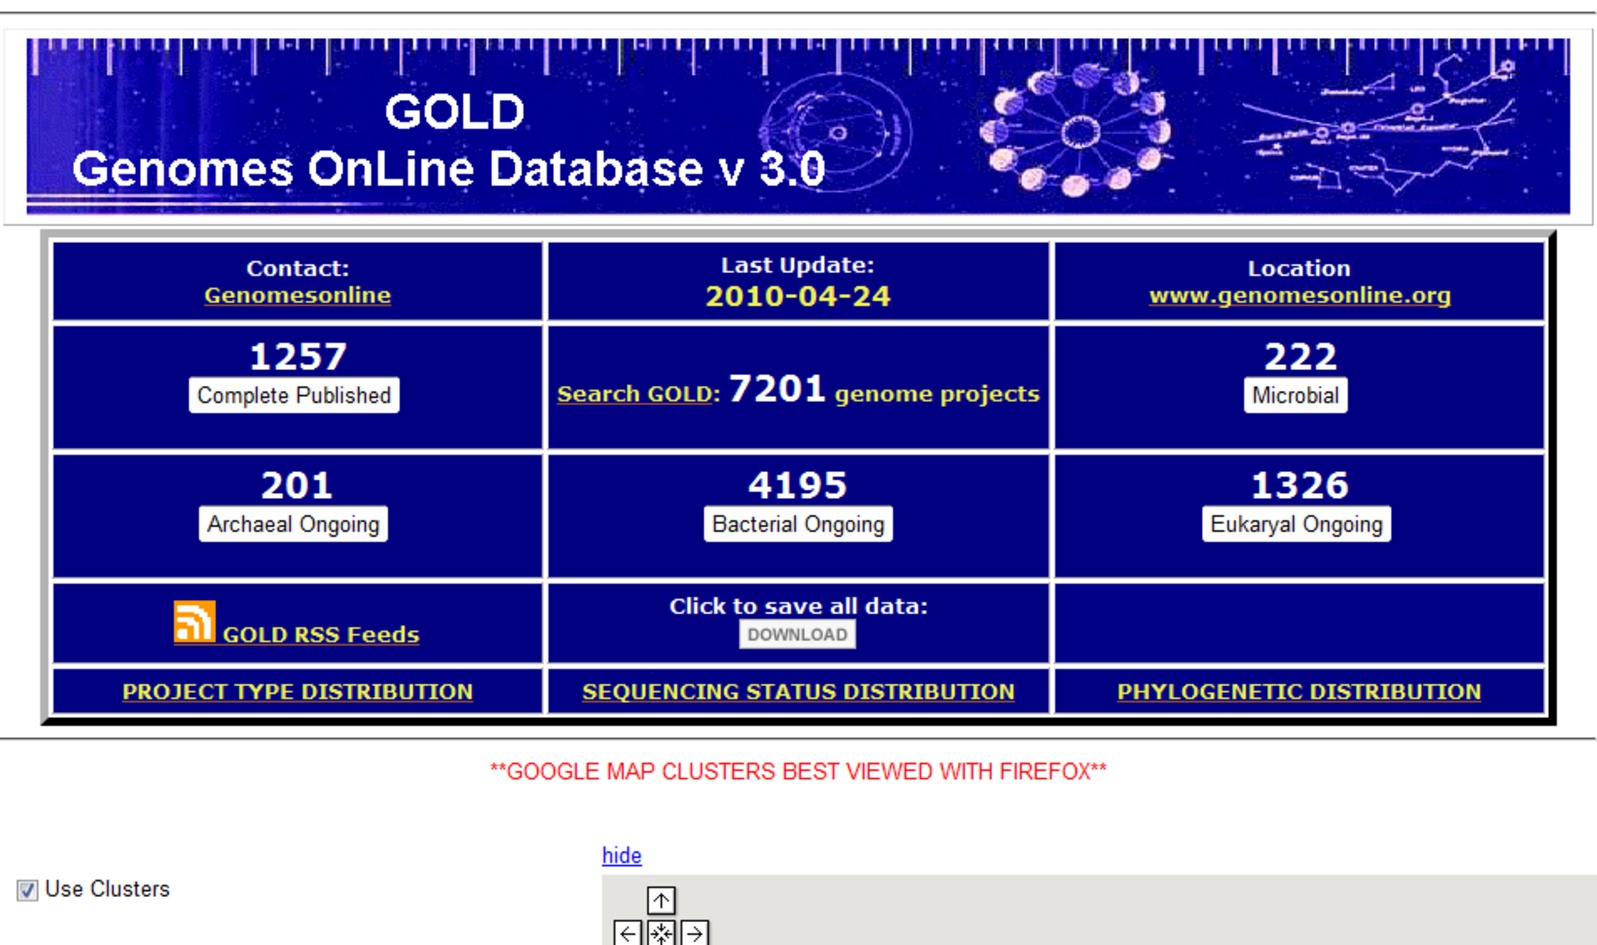 GOLD
Genomes OnLine Database v 3.0
Contact:
Genomesonline
Last Update:
2010-04-24
Location
www.genomesonline.org
1257
Complete Published
Search GOLD: 7201 genome projects
222
Microbial
201
Archaeal Ongoing
4195
Bacterial Ongoing
1326
Eukaryal Ongoing
GOLD RSS Feeds
Click to save all data:
DOWNLOAD
PROJECT TYPE DISTRIBUTION
SEQUENCING STATUS DISTRIBUTION
PHYLOGENETIC DISTRIBUTION
**GOOGLE MAP CLUSTERS BEST VIEWED WITH FIREFOX**
hide
Use Clusters